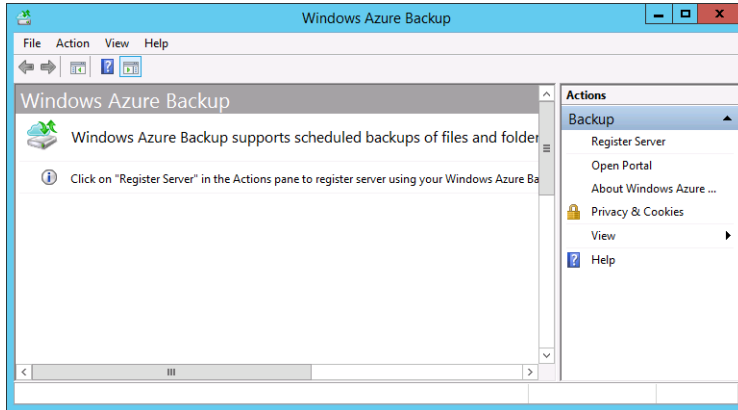 Windows Azure Backup
File Action View Help
Windows Azure Backup
Windows Azure Backup supports scheduled backups of files and folder
Click on "Register Server" in the Actions pane to register server using your Windows Azure Ba
Actions
Backup
Register Server
Open Portal
About Windows Azure ...
Privacy & Cookies
View
Help